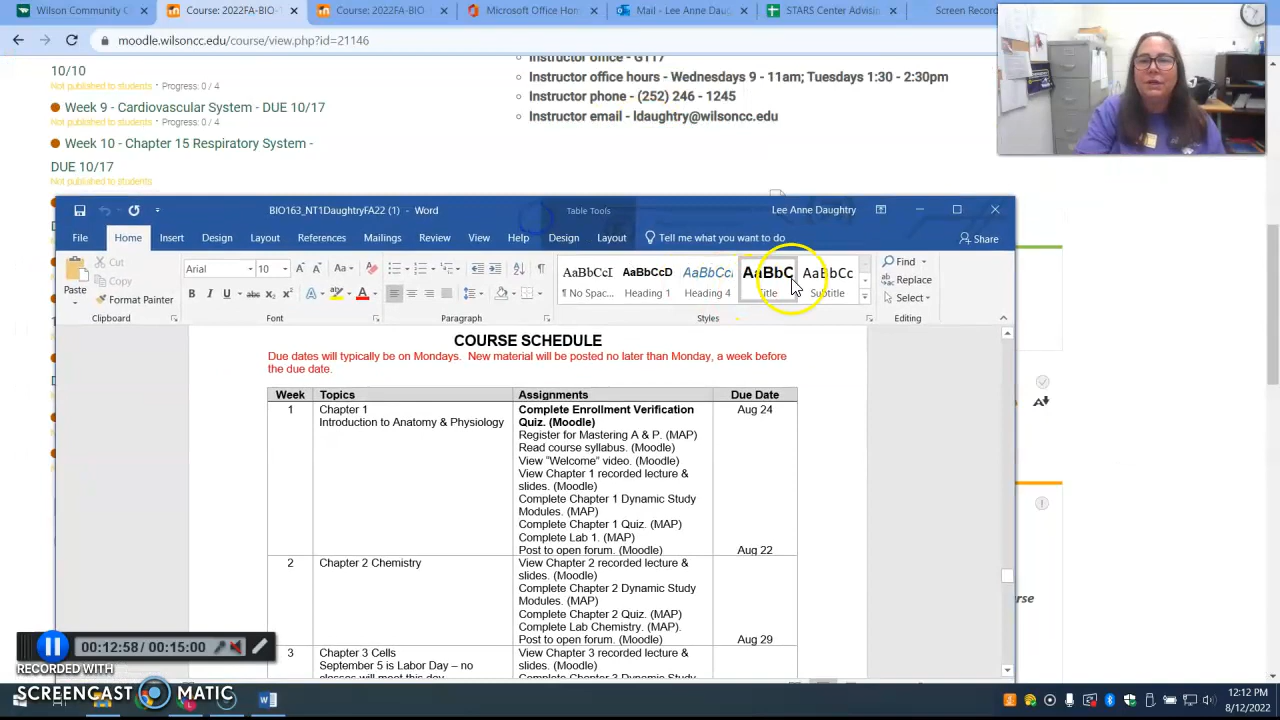 Wilson Community C
Course: 2022FA-BIO-1
Course: 2022FA-BIO
Microsoft Office Hom
Mail - Lee Anne Daughtry
STARS Center Advisin
Screen Record
moodle.wilsoncc.edu/course/view.php?id=21146
10/10
Not published to students • Progress: 0 / 4
Week 9 - Cardiovascular System - DUE 10/17
Not published to students • Progress: 0 / 4
Week 10 - Chapter 15 Respiratory System -
DUE 10/17
Not published to students
Instructor office - G117
Instructor office hours - Wednesdays 9 - 11am; Tuesdays 1:30 - 2:30pm
Instructor phone - (252) 246 - 1245
Instructor email - ldaughtry@wilsoncc.edu
BIO163_NT1DaughtryFA22 (1) - Word
Table Tools
Lee Anne Daughtry
File Home Insert Design Layout References Mailings Review View Help Design Layout Tell me what you want to do Share
Paste
Cut
Copy
Format Painter
Clipboard
Arial 10
Font
Paragraph
AaBbCcI AaBbCcD AaBbCc AaBbC AaBbCc
¶ No Spac... Heading 1 Heading 4 Title Subtitle
Styles
Find
Replace
Select
Editing
COURSE SCHEDULE
Due dates will typically be on Mondays. New material will be posted no later than Monday, a week before
the due date.
Week Topics Assignments Due Date
1 Chapter 1 Complete Enrollment Verification Aug 24
Introduction to Anatomy & Physiology Quiz. (Moodle)
Register for Mastering A & P. (MAP)
Read course syllabus. (Moodle)
View "Welcome" video. (Moodle)
View Chapter 1 recorded lecture &
slides. (Moodle)
Complete Chapter 1 Dynamic Study
Modules. (MAP)
Complete Chapter 1 Quiz. (MAP)
Complete Lab 1. (MAP)
Post to open forum. (Moodle) Aug 22
2 Chapter 2 Chemistry View Chapter 2 recorded lecture &
slides. (Moodle)
Complete Chapter 2 Dynamic Study
Modules. (MAP)
Complete Chapter 2 Quiz. (MAP)
Complete Lab Chemistry. (MAP).
Post to open forum. (Moodle) Aug 29
3 Chapter 3 Cells View Chapter 3 recorded lecture &
September 5 is Labor Day – no slides. (Moodle)
classes will meet this day Complete Chapter 3 Dynamic Study
urse
00:12:58 / 00:15:00
RECORDED WITH
SCREENCAST MATIC
12:12 PM
8/12/2022